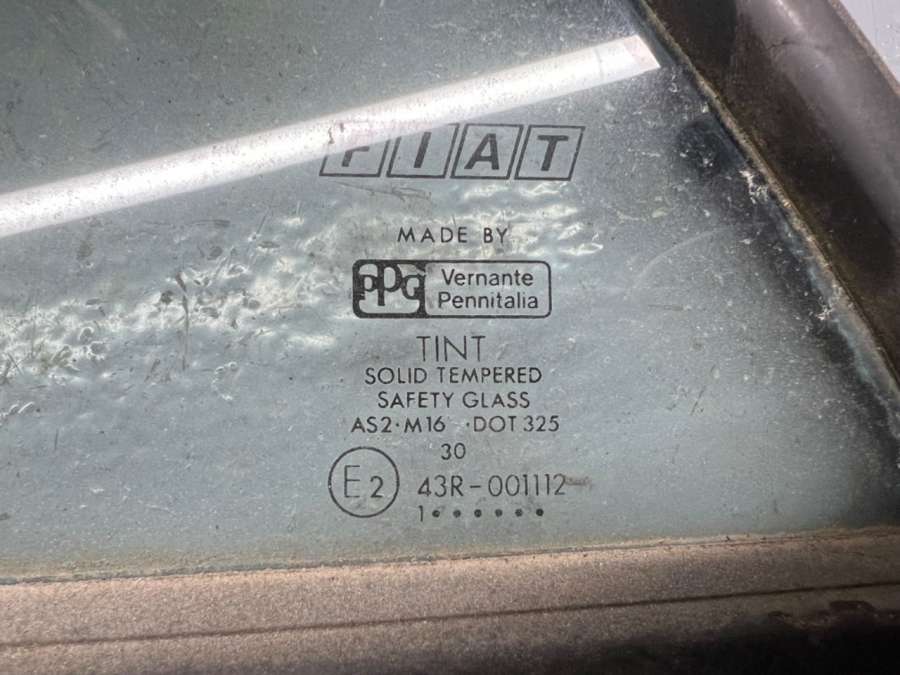 FIAT
MADE BY
PPG Vernante
Pennitalia
TINT
SOLID TEMPERED
SAFETY GLASS
AS2·M16 ·DOT 325
30
E2 43R-001112
1••••••